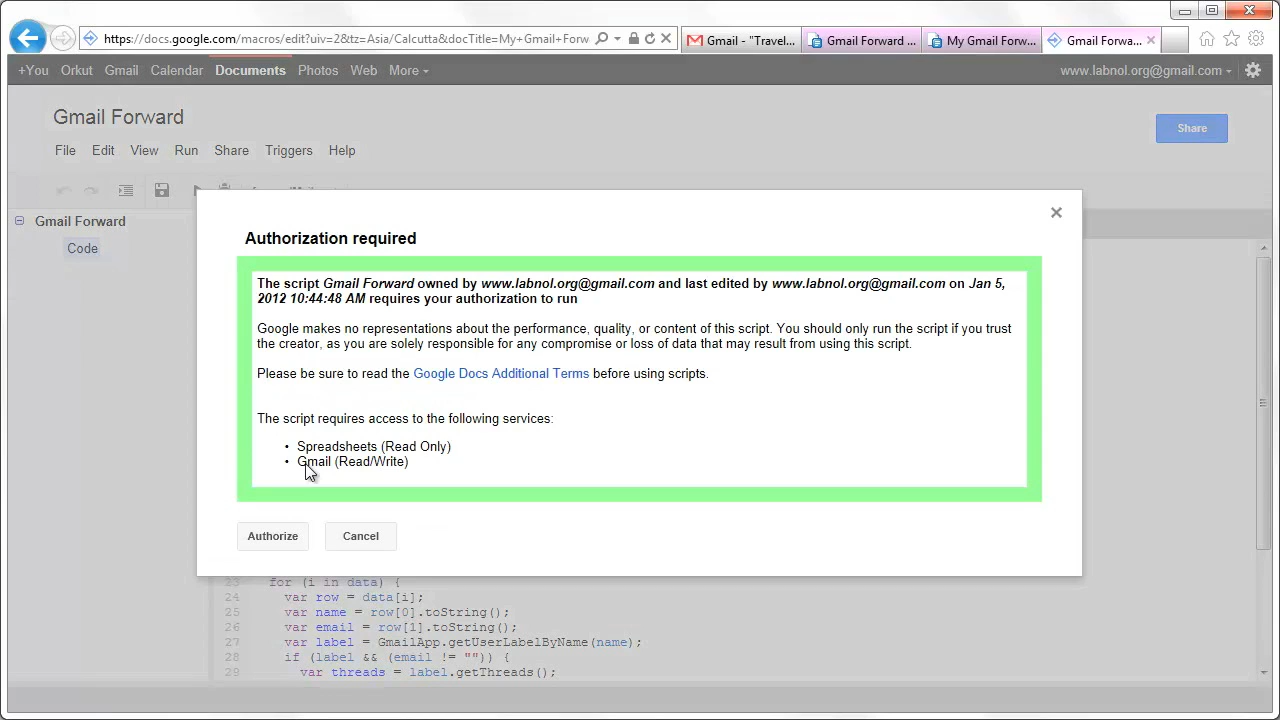 https://docs.google.com/macros/edit?uiv=2&tz=Asia/Calcutta&docTitle=My+Gmail+Forw
Gmail - "Travel...
Gmail Forward ...
My Gmail Forw...
Gmail Forwa...
+You Orkut Gmail Calendar Documents Photos Web More
www.labnol.org@gmail.com
Gmail Forward
Share
File Edit View Run Share Triggers Help
Gmail Forward
Code
Authorization required
The script Gmail Forward owned by www.labnol.org@gmail.com and last edited by www.labnol.org@gmail.com on Jan 5,
2012 10:44:48 AM requires your authorization to run
Google makes no representations about the performance, quality, or content of this script. You should only run the script if you trust
the creator, as you are solely responsible for any compromise or loss of data that may result from using this script.
Please be sure to read the Google Docs Additional Terms before using scripts.
The script requires access to the following services:
• Spreadsheets (Read Only)
• Gmail (Read/Write)
Authorize Cancel
23 for (i in data) {
24 var row = data[i];
25 var name = row[0].toString();
26 var email = row[1].toString();
27 var label = GmailApp.getUserLabelByName(name);
28 if (label && (email != "")) {
29 var threads = label.getThreads();